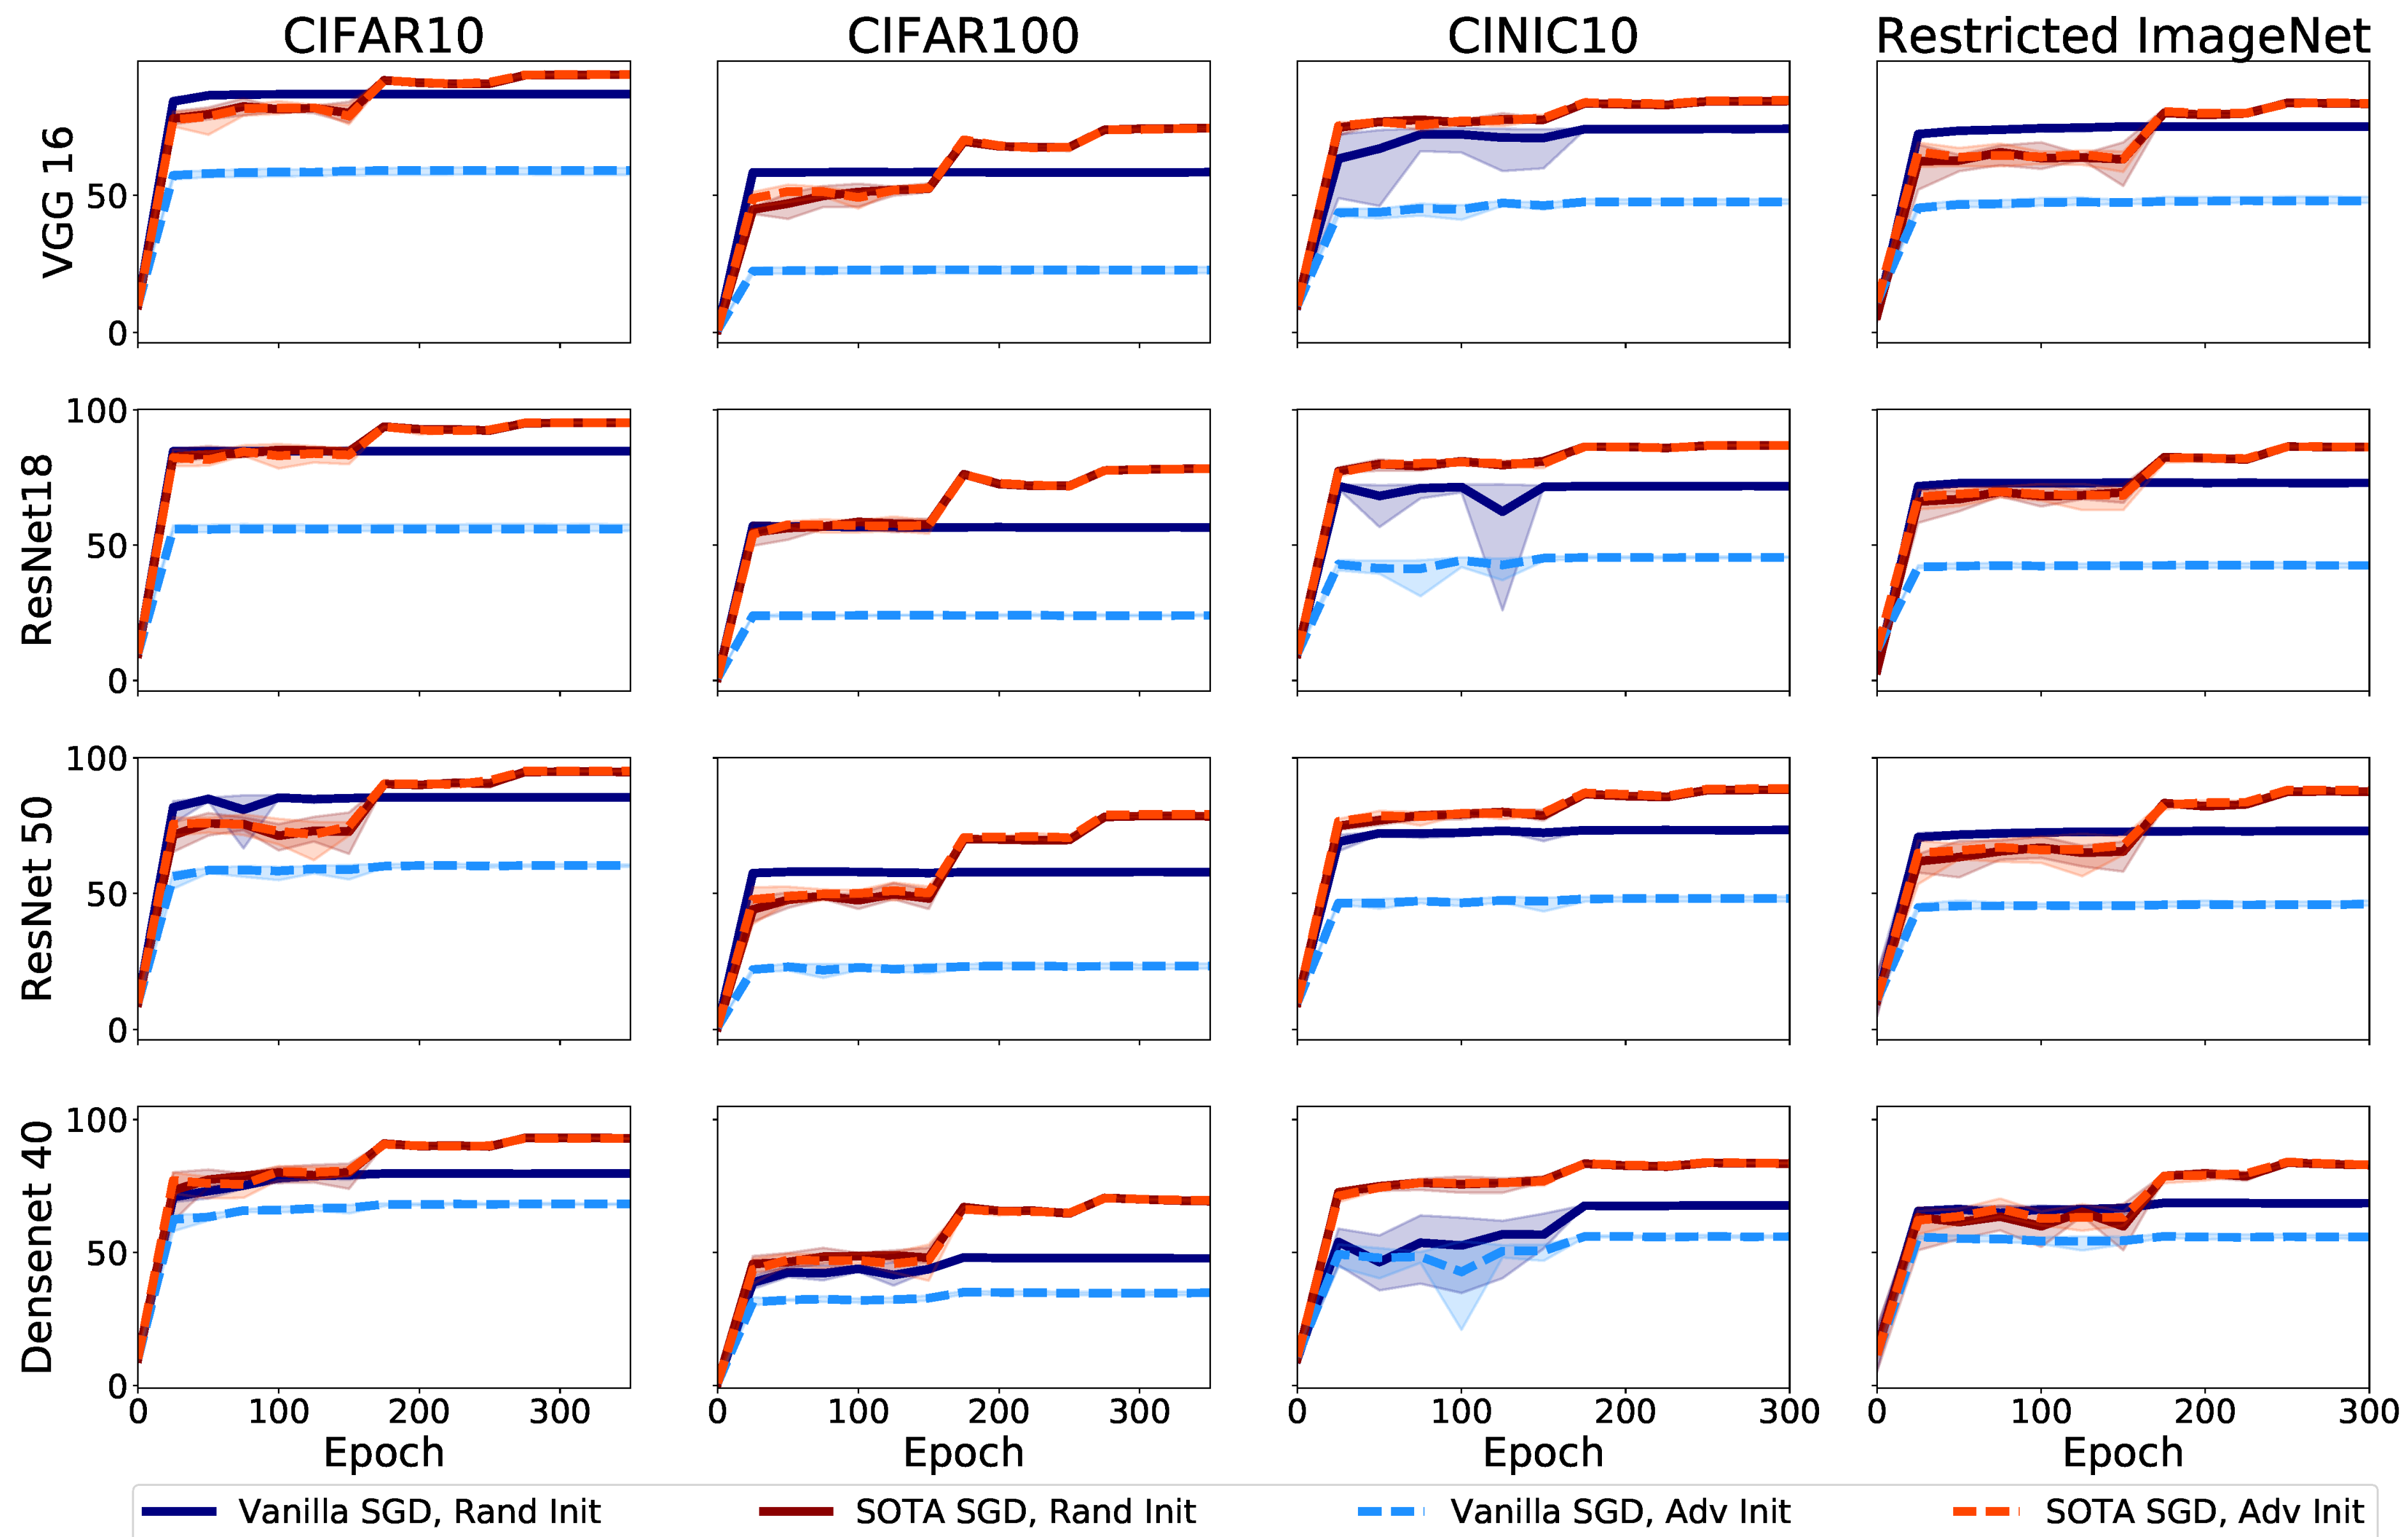 CIFAR10 CIFAR100 CINIC10 Restricted ImageNet
VGG 16
50
0
ResNet18
100
50
0
ResNet 50
100
50
0
Densenet 40
100
50
0
0 100 200 300 0 100 200 300 0 100 200 300 0 100 200 300
Epoch Epoch Epoch Epoch
Vanilla SGD, Rand Init SOTA SGD, Rand Init Vanilla SGD, Adv Init SOTA SGD, Adv Init